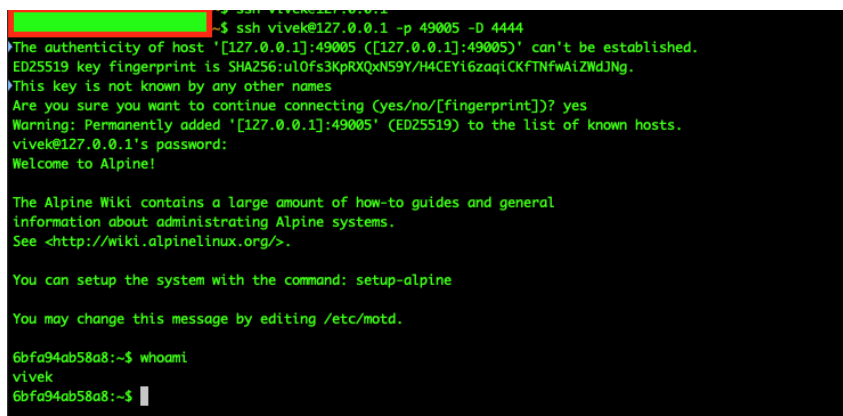 ~$ ssh vivek@127.0.0.1 -p 49005 -D 4444
The authenticity of host '[127.0.0.1]:49005 ([127.0.0.1]:49005)' can't be established.
ED25519 key fingerprint is SHA256:ulOfs3KpRXQxN59Y/H4CEYi6zaqiCKfTNfwAiZWdJNg.
This key is not known by any other names
Are you sure you want to continue connecting (yes/no/[fingerprint])? yes
Warning: Permanently added '[127.0.0.1]:49005' (ED25519) to the list of known hosts.
vivek@127.0.0.1's password:
Welcome to Alpine!
The Alpine Wiki contains a large amount of how-to guides and general
information about administrating Alpine systems.
See <http://wiki.alpinelinux.org/>.
You can setup the system with the command: setup-alpine
You may change this message by editing /etc/motd.
6bfa94ab58a8:~$ whoami
vivek
6bfa94ab58a8:~$